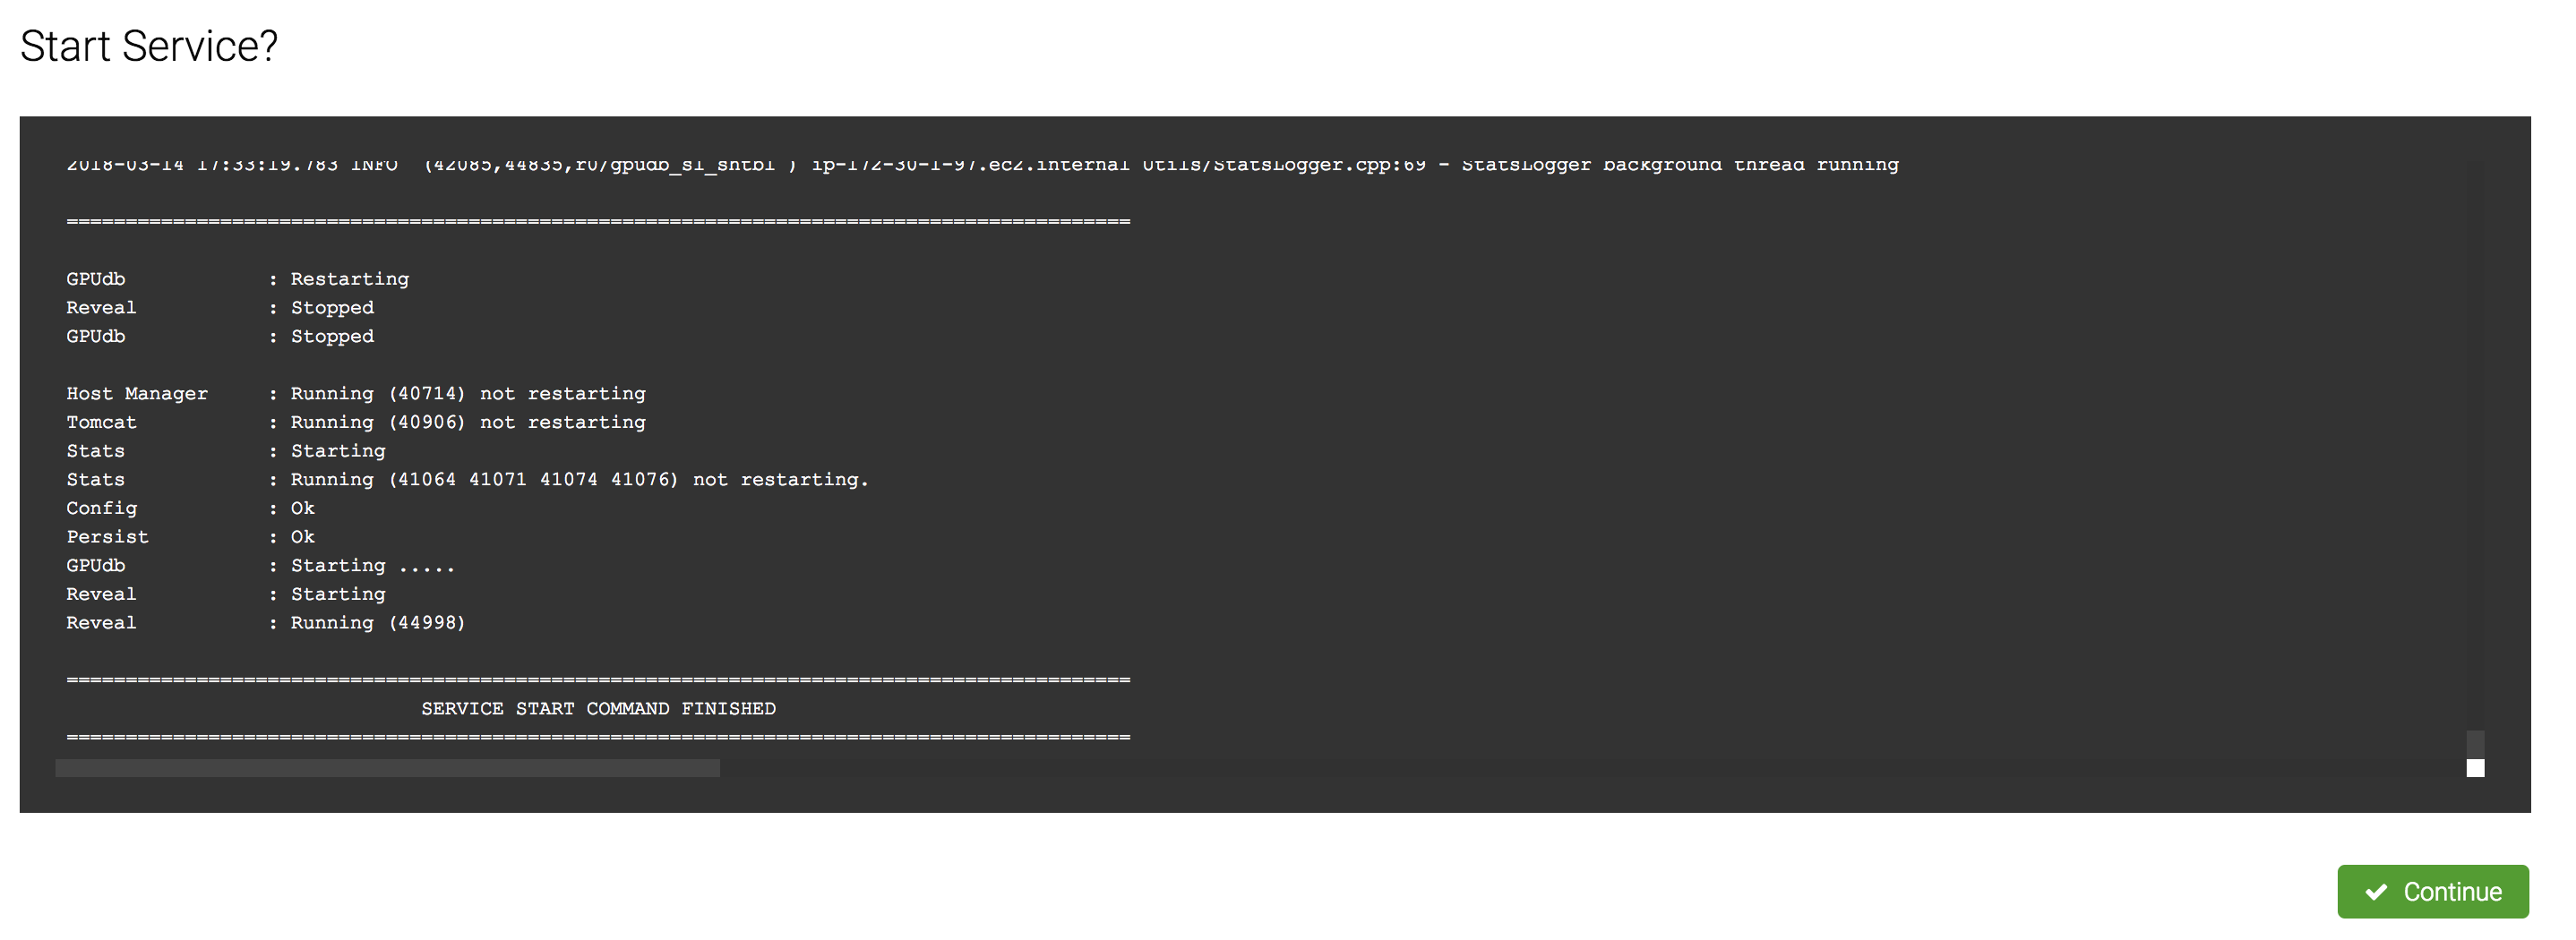 Start Service?
2018-03-14 17:33:19.783 INFO  (42085,44835,r0/gpudb_sl_shtbl ) ip-172-30-1-97.ec2.internal Utils/StatsLogger.cpp:69 - StatsLogger background thread running
==========================================================================================
GPUdb            : Restarting
Reveal           : Stopped
GPUdb            : Stopped
Host Manager     : Running (40714) not restarting
Tomcat           : Running (40906) not restarting
Stats            : Starting
Stats            : Running (41064 41071 41074 41076) not restarting.
Config           : Ok
Persist          : Ok
GPUdb            : Starting .....
Reveal           : Starting
Reveal           : Running (44998)
==========================================================================================
SERVICE START COMMAND FINISHED
==========================================================================================
Continue